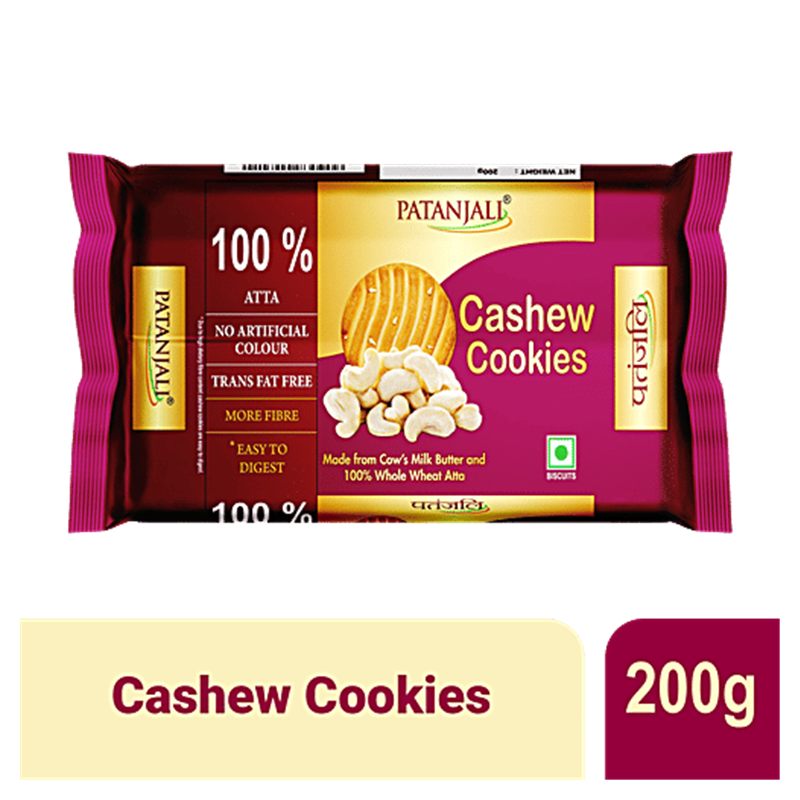 NET WEIGHT : 200g
PATANJALI®
100 %
ATTA
NO ARTIFICIAL
COLOUR
TRANS FAT FREE
MORE FIBRE
*EASY TO
DIGEST
PATANJALI®
Cashew
Cookies
Made from Cow's Milk Butter and
100% Whole Wheat Atta
BISCUITS
पतंजलि
100 %
पतंजलि
Cashew Cookies
200g